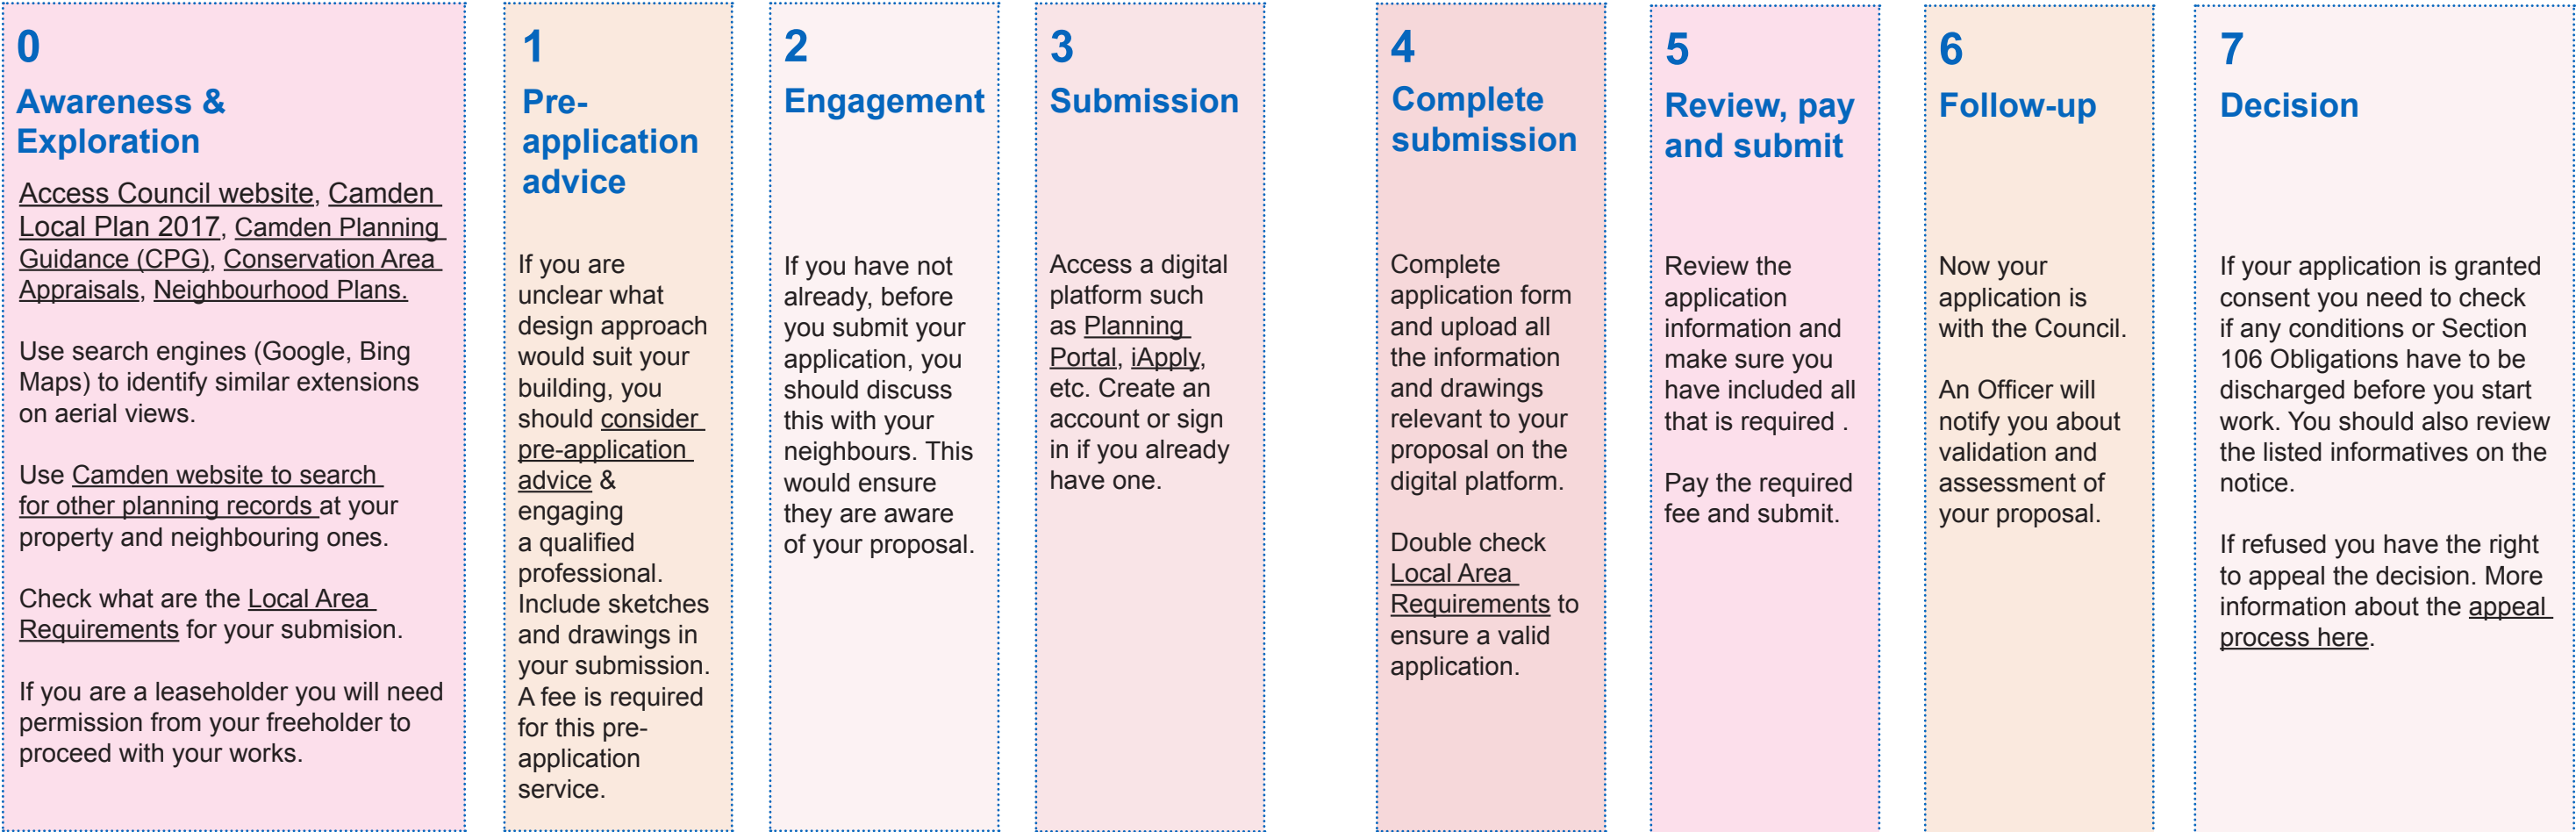 0
Awareness &
Exploration
Access Council website, Camden
Local Plan 2017, Camden Planning
Guidance (CPG), Conservation Area
Appraisals, Neighbourhood Plans.
Use search engines (Google, Bing
Maps) to identify similar extensions
on aerial views.
Use Camden website to search
for other planning records at your
property and neighbouring ones.
Check what are the Local Area
Requirements for your submision.
If you are a leaseholder you will need
permission from your freeholder to
proceed with your works.
1
Pre-
application
advice
If you are
unclear what
design approach
would suit your
building, you
should consider
pre-application
advice &
engaging
a qualified
professional.
Include sketches
and drawings in
your submission.
A fee is required
for this pre-
application
service.
2
Engagement
If you have not
already, before
you submit your
application, you
should discuss
this with your
neighbours. This
would ensure
they are aware
of your proposal.
3
Submission
Access a digital
platform such
as Planning
Portal, iApply,
etc. Create an
account or sign
in if you already
have one.
4
Complete
submission
Complete
application form
and upload all
the information
and drawings
relevant to your
proposal on the
digital platform.
Double check
Local Area
Requirements to
ensure a valid
application.
5
Review, pay
and submit
Review the
application
information and
make sure you
have included all
that is required .
Pay the required
fee and submit.
6
Follow-up
Now your
application is
with the Council.
An Officer will
notify you about
validation and
assessment of
your proposal.
7
Decision
If your application is granted
consent you need to check
if any conditions or Section
106 Obligations have to be
discharged before you start
work. You should also review
the listed informatives on the
notice.
If refused you have the right
to appeal the decision. More
information about the appeal
process here.